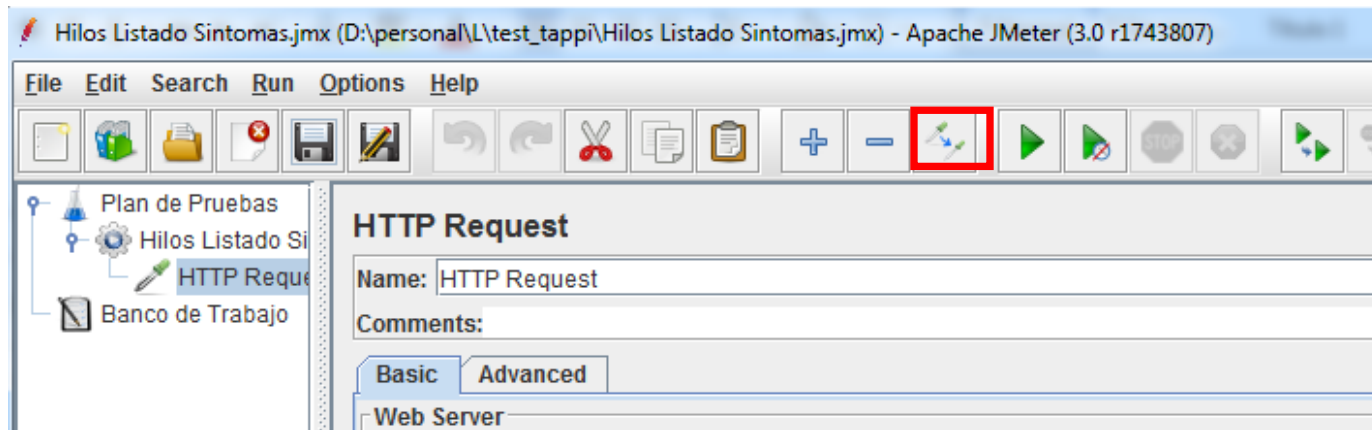 Hilos Listado Sintomas.jmx (D:\personal\L\test_tappi\Hilos Listado Sintomas.jmx) - Apache JMeter (3.0 r1743807)
File Edit Search Run Options Help
STOP
Plan de Pruebas
Hilos Listado Si
HTTP Reque
Banco de Trabajo
HTTP Request
Name: HTTP Request
Comments:
Basic Advanced
Web Server